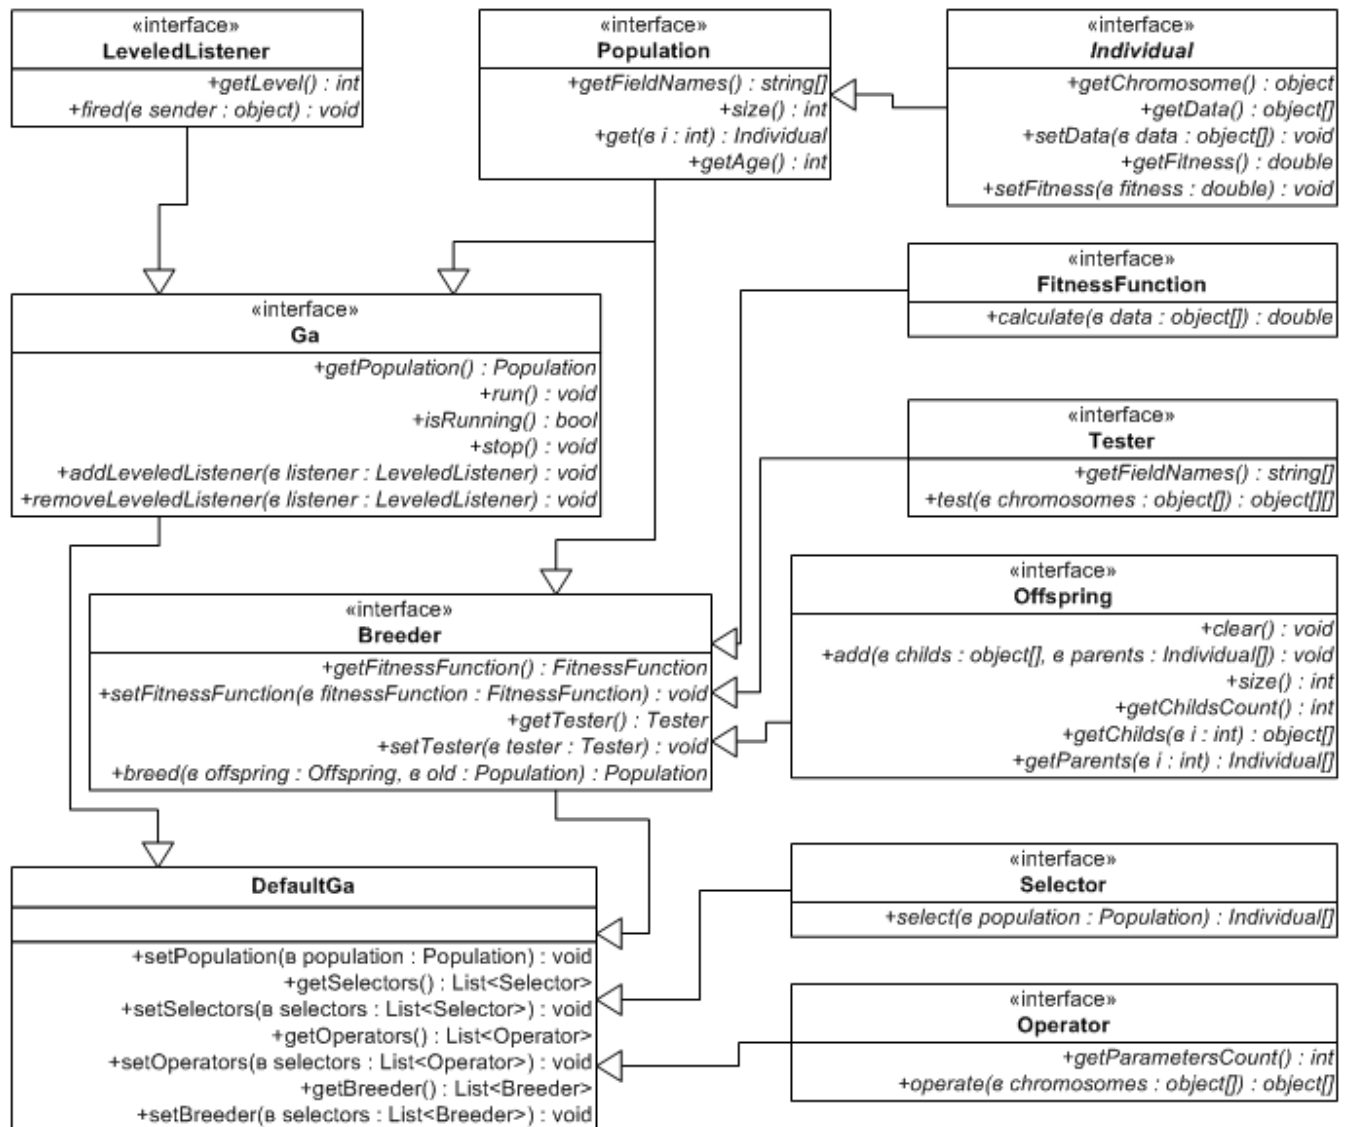 «interface»
LeveledListener
+getLevel() : int
+fired(в sender : object) : void
«interface»
Population
+getFieldNames() : string[]
+size() : int
+get(в i : int) : Individual
+getAge() : int
«interface»
Individual
+getChromosome() : object
+getData() : object[]
+setData(в data : object[]) : void
+getFitness() : double
+setFitness(в fitness : double) : void
«interface»
Ga
+getPopulation() : Population
+run() : void
+isRunning() : bool
+stop() : void
+addLeveledListener(в listener : LeveledListener) : void
+removeLeveledListener(в listener : LeveledListener) : void
«interface»
FitnessFunction
+calculate(в data : object[]) : double
«interface»
Tester
+getFieldNames() : string[]
+test(в chromosomes : object[]) : object[][]
«interface»
Breeder
+getFitnessFunction() : FitnessFunction
+setFitnessFunction(в fitnessFunction : FitnessFunction) : void
+getTester() : Tester
+setTester(в tester : Tester) : void
+breed(в offspring : Offspring, в old : Population) : Population
«interface»
Offspring
+clear() : void
+add(в childs : object[], в parents : Individual[]) : void
+size() : int
+getChildsCount() : int
+getChilds(в i : int) : object[]
+getParents(в i : int) : Individual[]
DefaultGa
+setPopulation(в population : Population) : void
+getSelectors() : List<Selector>
+setSelectors(в selectors : List<Selector>) : void
+getOperators() : List<Operator>
+setOperators(в selectors : List<Operator>) : void
+getBreeder() : List<Breeder>
+setBreeder(в selectors : List<Breeder>) : void
«interface»
Selector
+select(в population : Population) : Individual[]
«interface»
Operator
+getParametersCount() : int
+operate(в chromosomes : object[]) : object[]